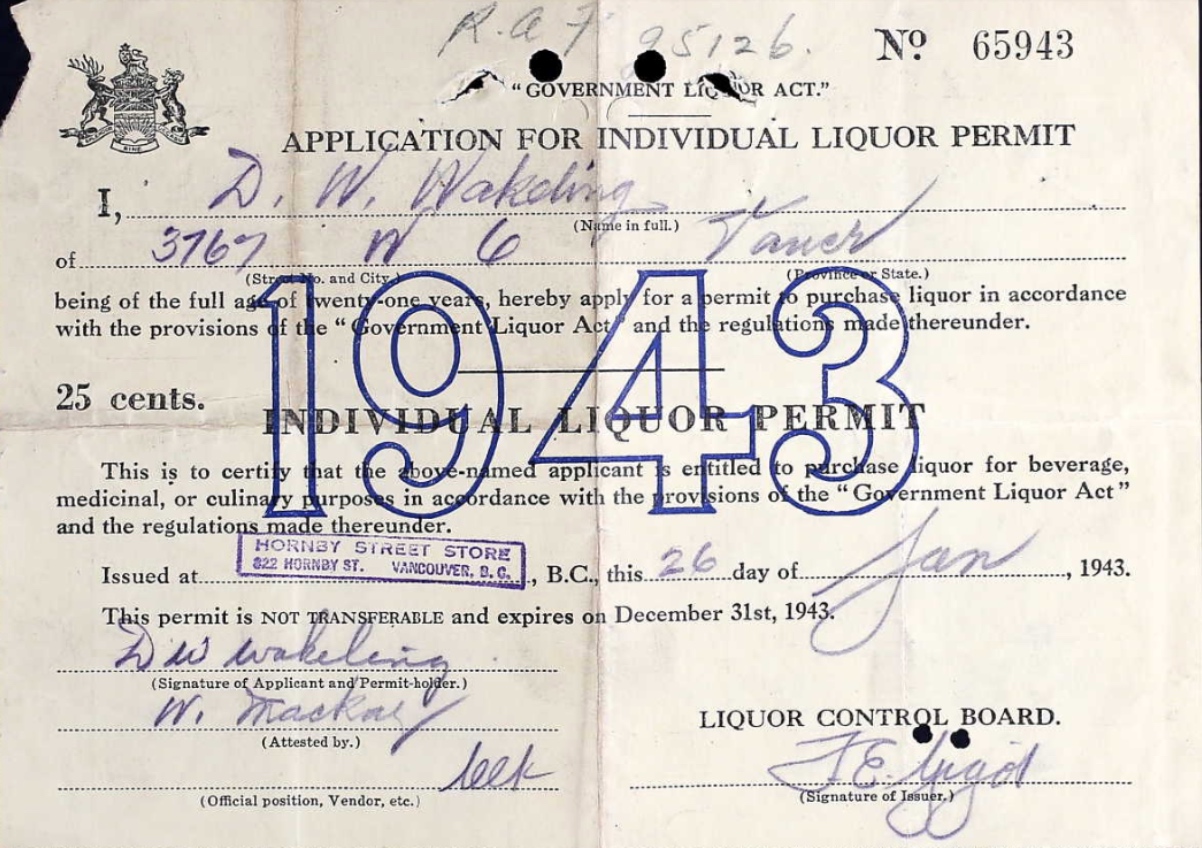 R.A.F 95126.
Nº 65943
"GOVERNMENT LIQUOR ACT."
APPLICATION FOR INDIVIDUAL LIQUOR PERMIT
I, D. W. Wakeling
(Name in full.)
of 3767 W 6 Vancr
(Street No. and City.) (Province or State.)
being of the full age of twenty-one years, hereby apply for a permit to purchase liquor in accordance
with the provisions of the "Government Liquor Act" and the regulations made thereunder.
1943
25 cents.
INDIVIDUAL LIQUOR PERMIT
This is to certify that the above-named applicant is entitled to purchase liquor for beverage,
medicinal, or culinary purposes in accordance with the provisions of the "Government Liquor Act"
and the regulations made thereunder.
HORNBY STREET STORE
822 HORNBY ST. VANCOUVER, B.C.
Issued at , B.C., this 26 day of Jan , 1943.
This permit is NOT TRANSFERABLE and expires on December 31st, 1943.
D W Wakeling
(Signature of Applicant and Permit-holder.)
W. Mackay
(Attested by.)
LIQUOR CONTROL BOARD.
clk
F.E.
(Official position, Vendor, etc.)
(Signature of Issuer.)